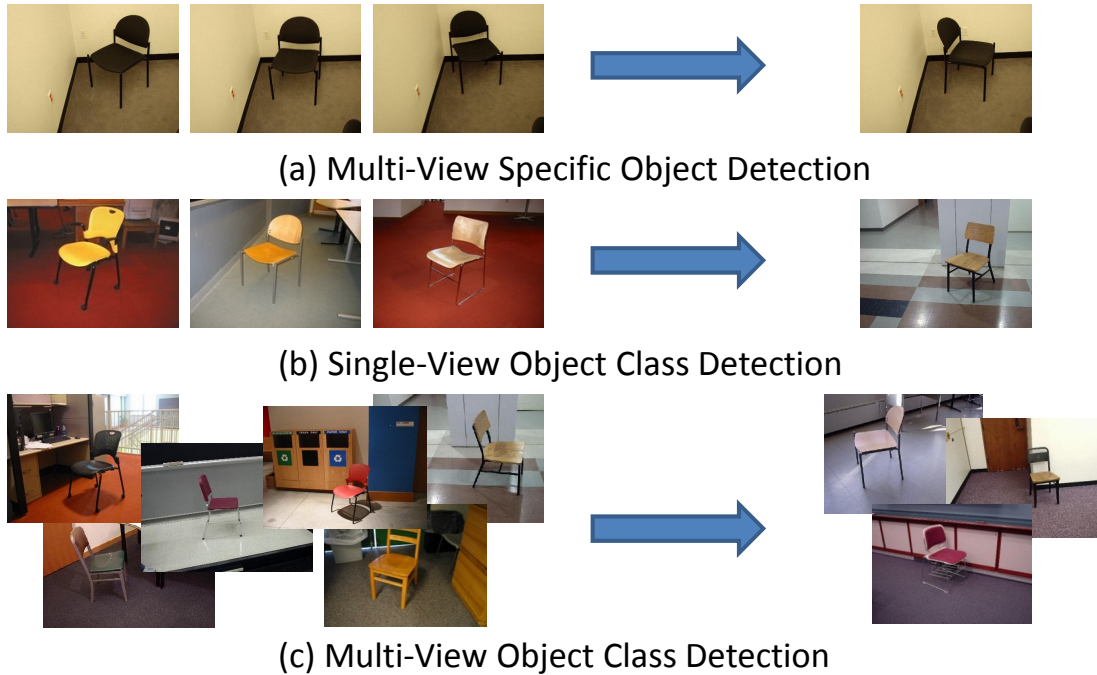 (a) Multi-View Specific Object Detection
(b) Single-View Object Class Detection
(c) Multi-View Object Class Detection